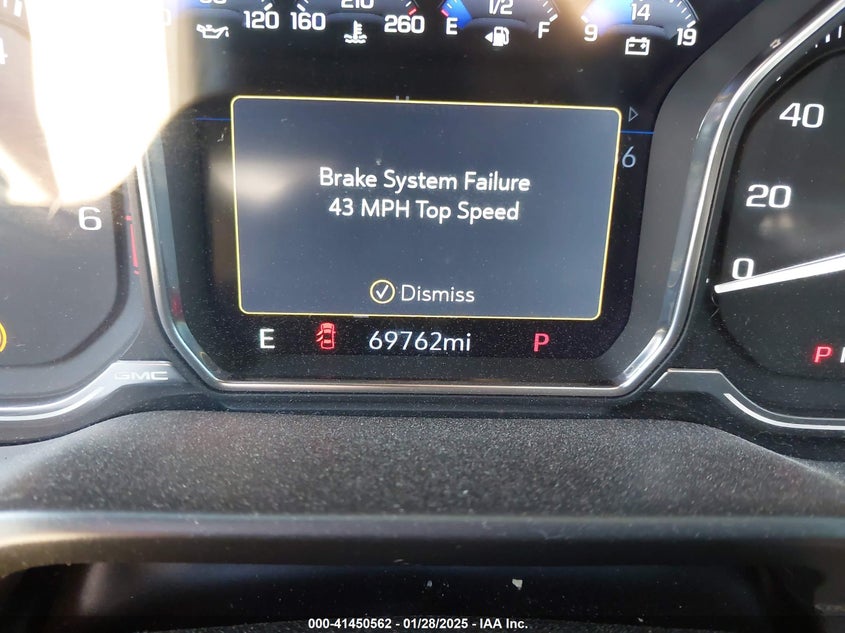 120 160 210 260 E 1/2 F 9 14 19
40
Brake System Failure
43 MPH Top Speed
6
20
0
Dismiss
E 69762mi P
P
GMC
000-41450562 - 01/28/2025 - IAA Inc.